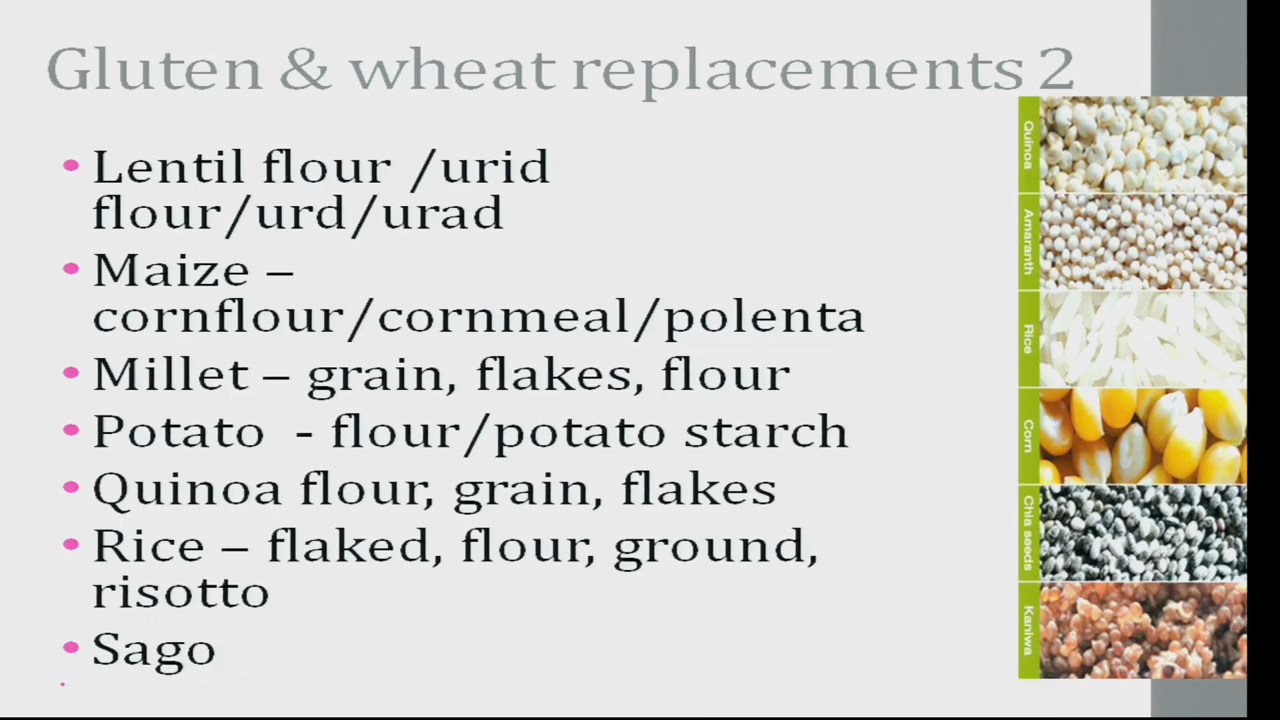 Gluten & wheat replacements 2
• Lentil flour /urid
flour/urd/urad
• Maize –
cornflour/cornmeal/polenta
• Millet – grain, flakes, flour
• Potato - flour/potato starch
• Quinoa flour, grain, flakes
• Rice – flaked, flour, ground,
risotto
• Sago
Quinoa
Amaranth
Rice
Corn
Chia seeds
Kaniwa